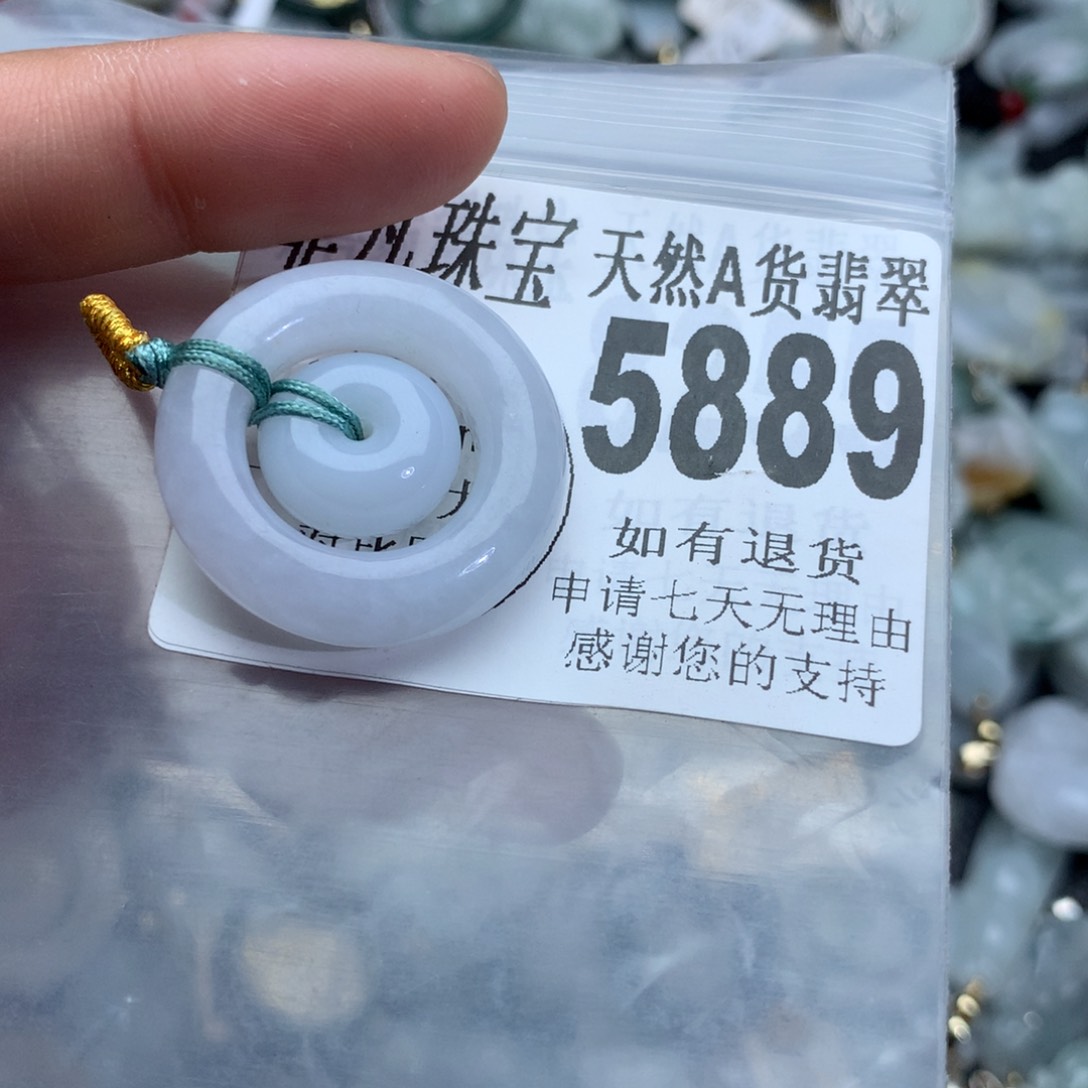 凡珠宝 天然A货翡翠
5889
如有退货
申请七天无理由
感谢您的支持